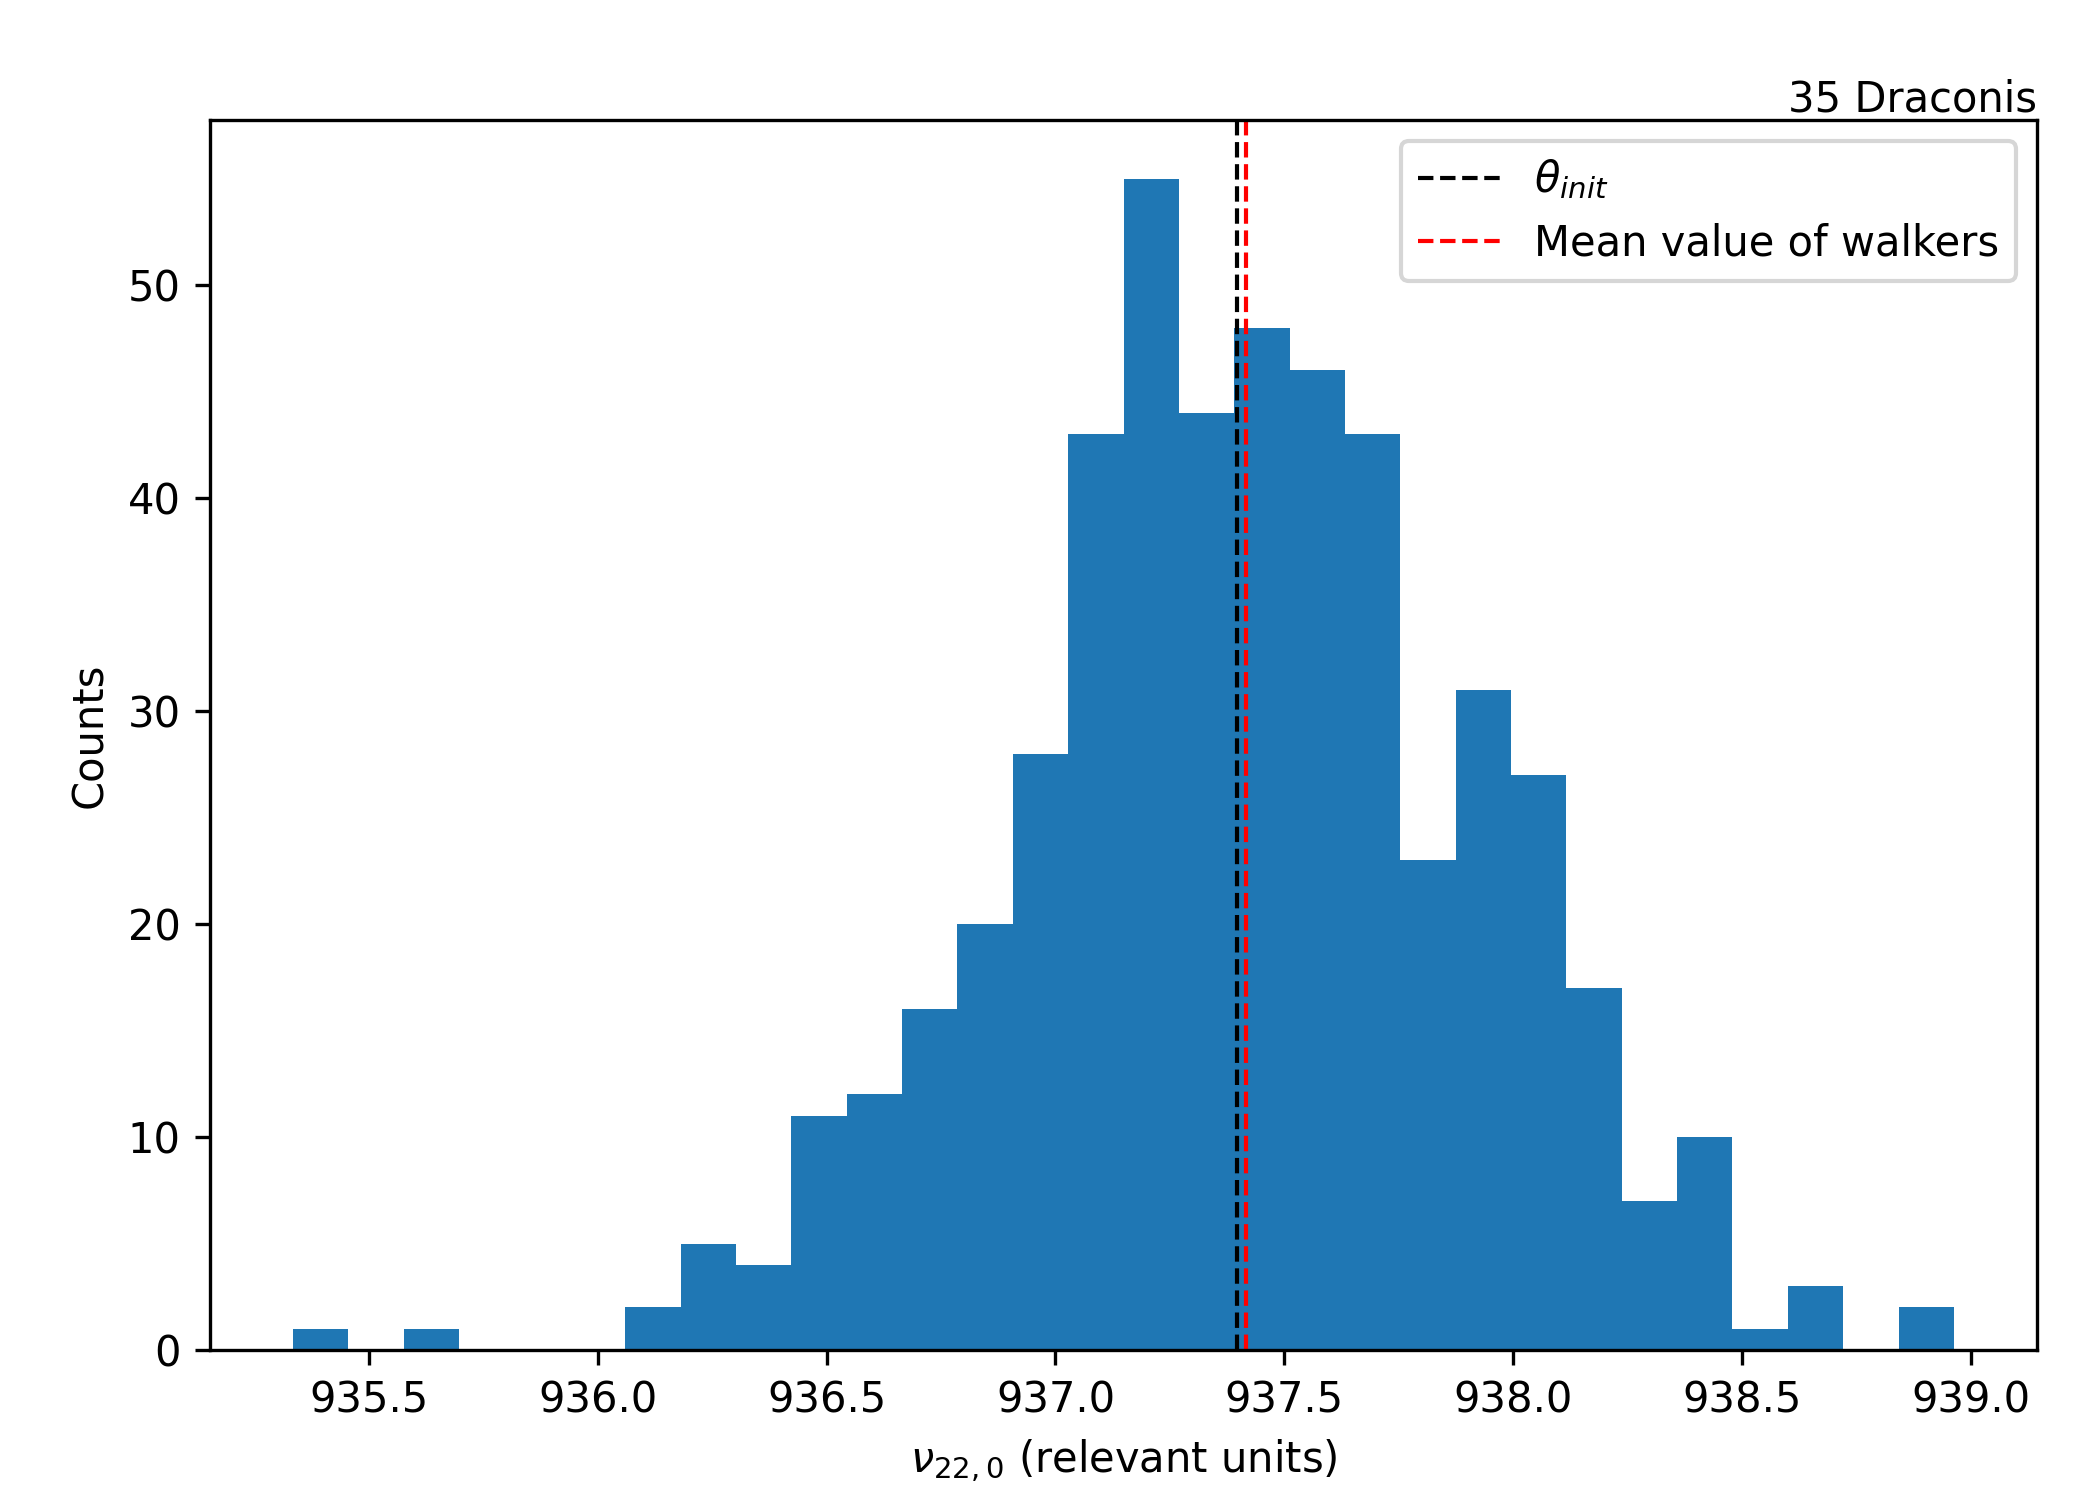 35 Draconis
θinit
Mean value of walkers
50
40
30
20
10
0
Counts
935.5 936.0 936.5 937.0 937.5 938.0 938.5 939.0
ν22, 0 (relevant units)